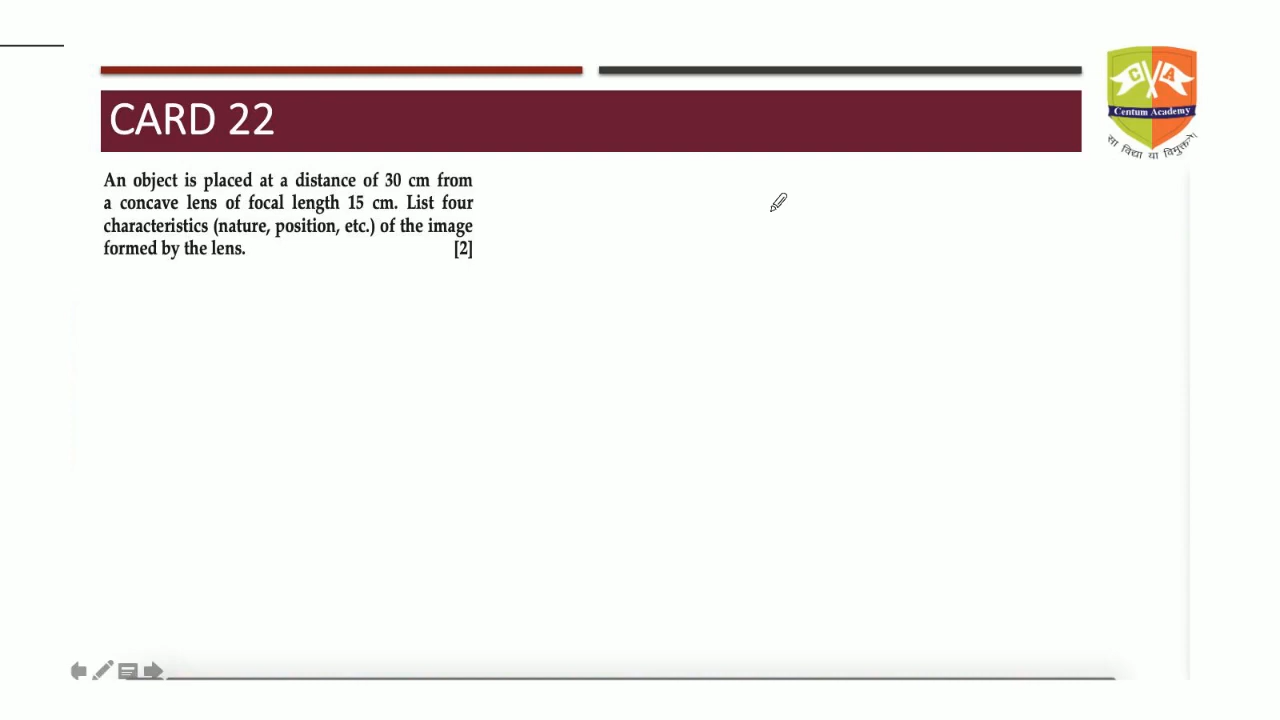 CARD 22
C A
Centum Academy
सा विद्या या विमुक्तये
An object is placed at a distance of 30 cm from
a concave lens of focal length 15 cm. List four
characteristics (nature, position, etc.) of the image
formed by the lens. [2]